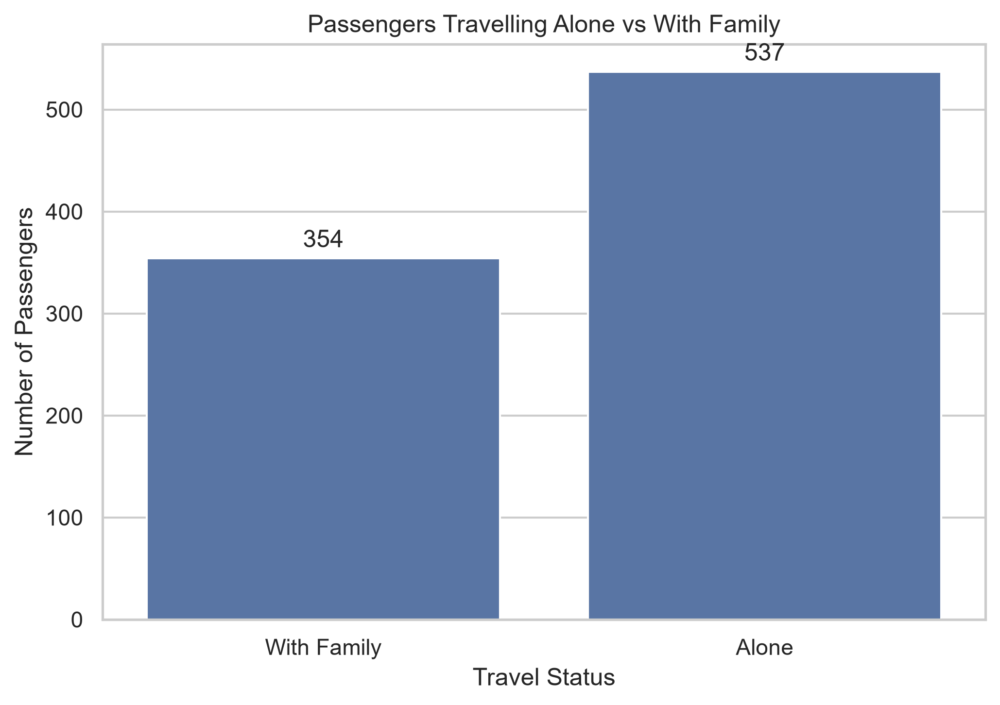 Passengers Travelling Alone vs With Family
537
500
400
354
300
200
100
0
Number of Passengers
With Family
Alone
Travel Status